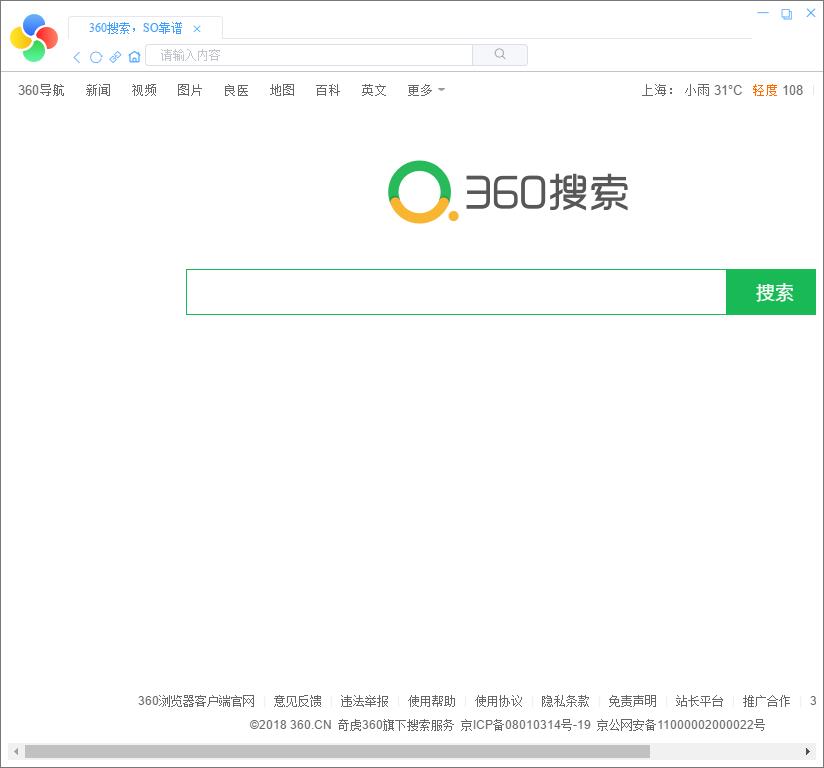 360搜索，SO靠谱
请输入内容
360导航 新闻 视频 图片 良医 地图 百科 英文 更多 上海： 小雨 31°C 轻度 108
360搜索
搜索
360浏览器客户端官网 意见反馈 违法举报 使用帮助 使用协议 隐私条款 免责声明 站长平台 推广合作 3
©2018 360.CN 奇虎360旗下搜索服务 京ICP备08010314号-19 京公网安备11000002000022号